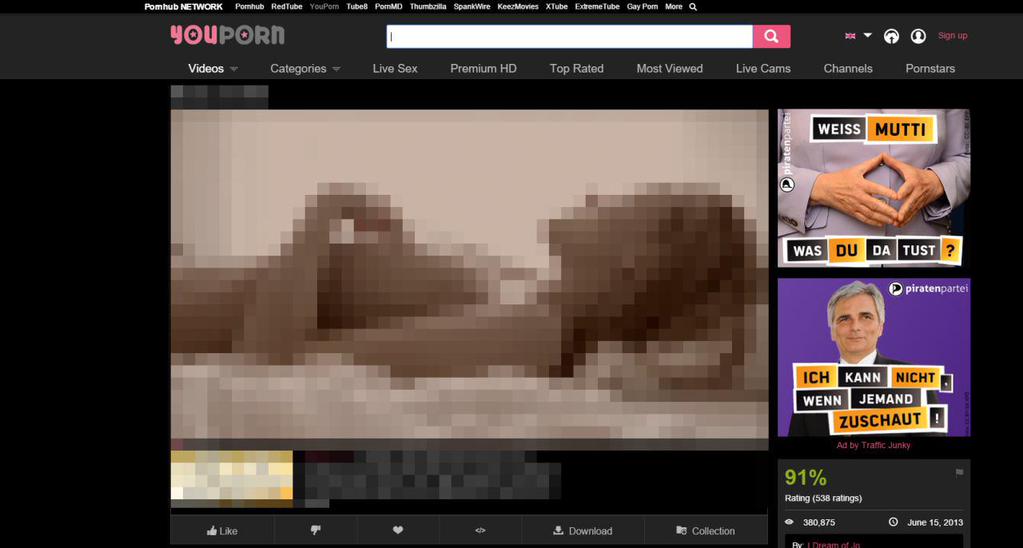 Pornhub NETWORK Pornhub RedTube YouPorn Tube8 PornMD Thumbzilla SpankWire KeezMovies XTube ExtremeTube Gay Porn More
YOUPORN
Sign up
Videos Categories Live Sex Premium HD Top Rated Most Viewed Live Cams Channels Pornstars
piratenpartei
WEISS MUTTI
WAS DU DA TUST ?
piratenpartei
ICH KANN NICHT,
WENN JEMAND
ZUSCHAUT !
Ad by Traffic Junky
91%
Rating (538 ratings)
380,875 June 15, 2013
Like </> Download Collection
By: I Dream of Jo